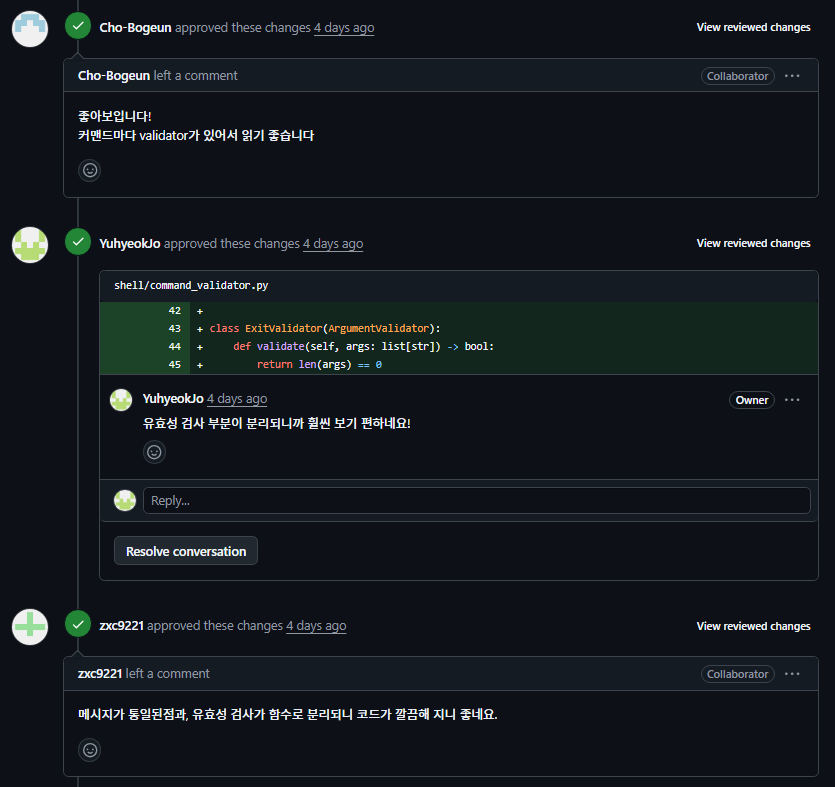 Cho-Bogeun approved these changes 4 days ago
View reviewed changes
Cho-Bogeun left a comment
Collaborator
좋아보입니다!
커맨드마다 validator가 있어서 읽기 좋습니다
YuhyeokJo approved these changes 4 days ago
View reviewed changes
shell/command_validator.py
42 +
43 + class ExitValidator(ArgumentValidator):
44 +     def validate(self, args: list[str]) -> bool:
45 +         return len(args) == 0
YuhyeokJo 4 days ago
Owner
유효성 검사 부분이 분리되니까 훨씬 보기 편하네요!
Reply...
Resolve conversation
zxc9221 approved these changes 4 days ago
View reviewed changes
zxc9221 left a comment
Collaborator
메시지가 통일된점과, 유효성 검사가 함수로 분리되니 코드가 깔끔해 지니 좋네요.